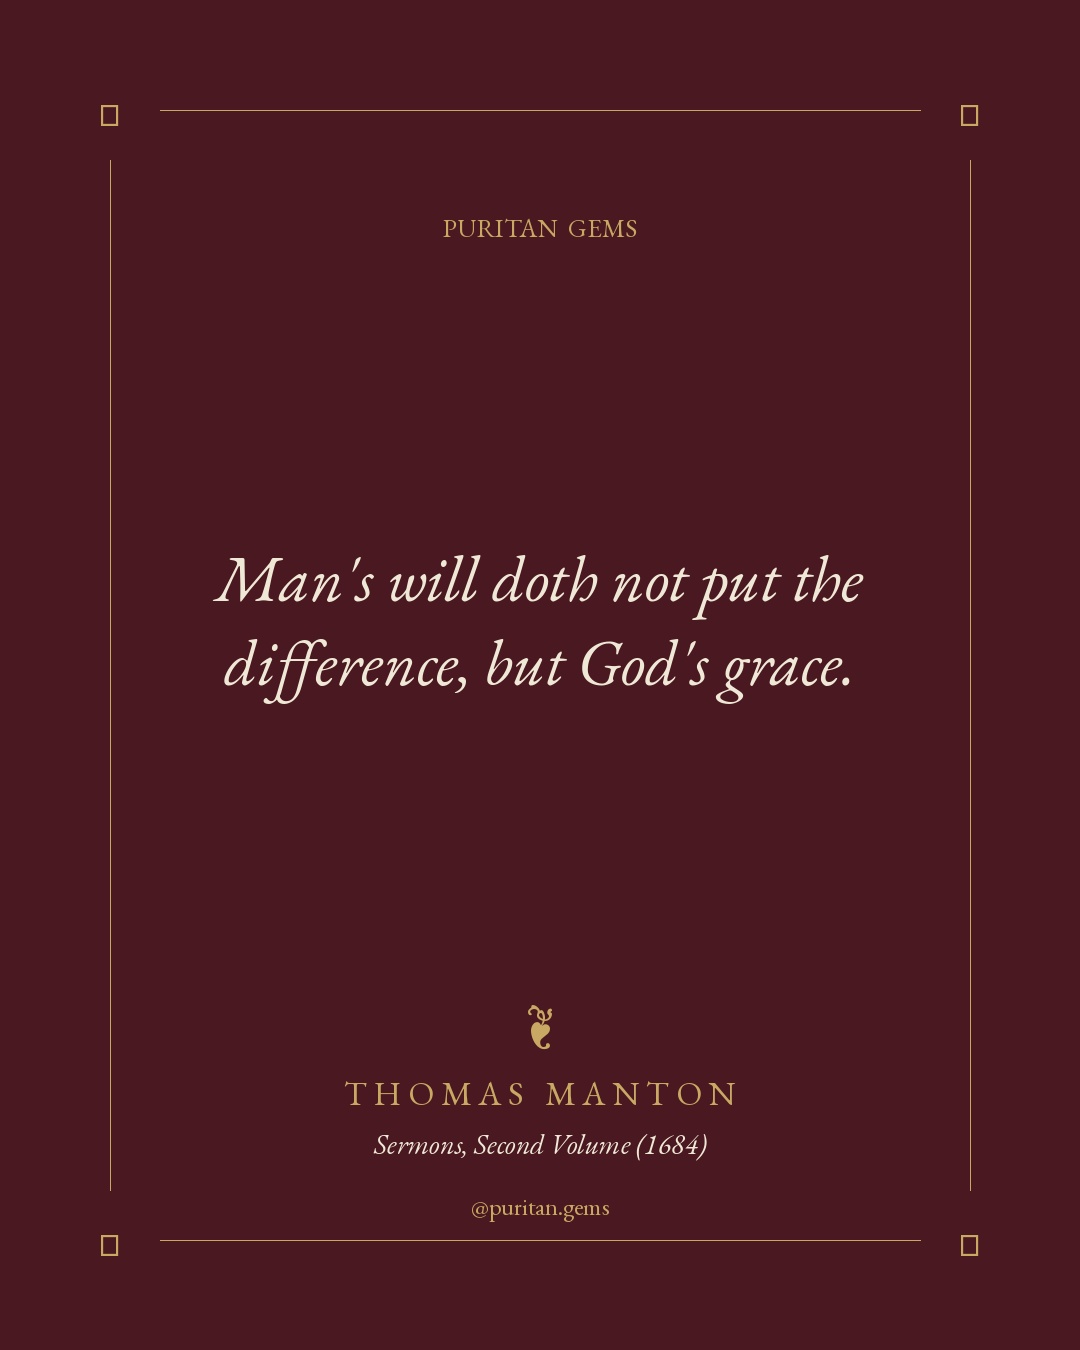 PURITAN GEMS
Man's will doth not put the
difference, but God's grace.
THOMAS MANTON
Sermons, Second Volume (1684)
@puritan.gems